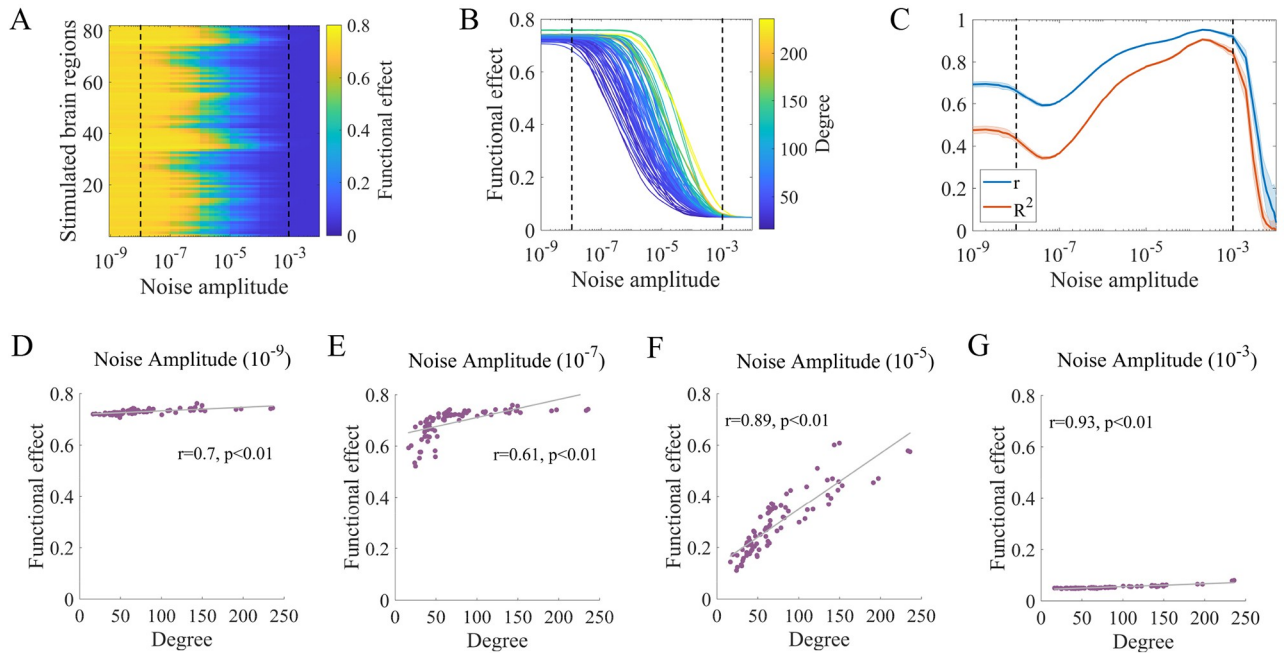 A
80
60
40
20
Stimulated brain regions
10^-9 10^-7 10^-5 10^-3
Noise amplitude
0.8
0.6
0.4
0.2
0
Functional effect
B
0.8
0.6
0.4
0.2
0
Functional effect
10^-9 10^-7 10^-5 10^-3
Noise amplitude
200
150
100
50
Degree
C
1
0.8
0.6
0.4
0.2
0
r
R^2
10^-9 10^-7 10^-5 10^-3
Noise amplitude
D
Noise Amplitude (10^-9)
0.8
0.6
0.4
0.2
0
Functional effect
r=0.7, p<0.01
0 50 100 150 200 250
Degree
E
Noise Amplitude (10^-7)
0.8
0.6
0.4
0.2
0
Functional effect
r=0.61, p<0.01
0 50 100 150 200 250
Degree
F
Noise Amplitude (10^-5)
0.8
0.6
0.4
0.2
0
Functional effect
r=0.89, p<0.01
0 50 100 150 200 250
Degree
G
Noise Amplitude (10^-3)
0.8
0.6
0.4
0.2
0
Functional effect
r=0.93, p<0.01
0 50 100 150 200 250
Degree